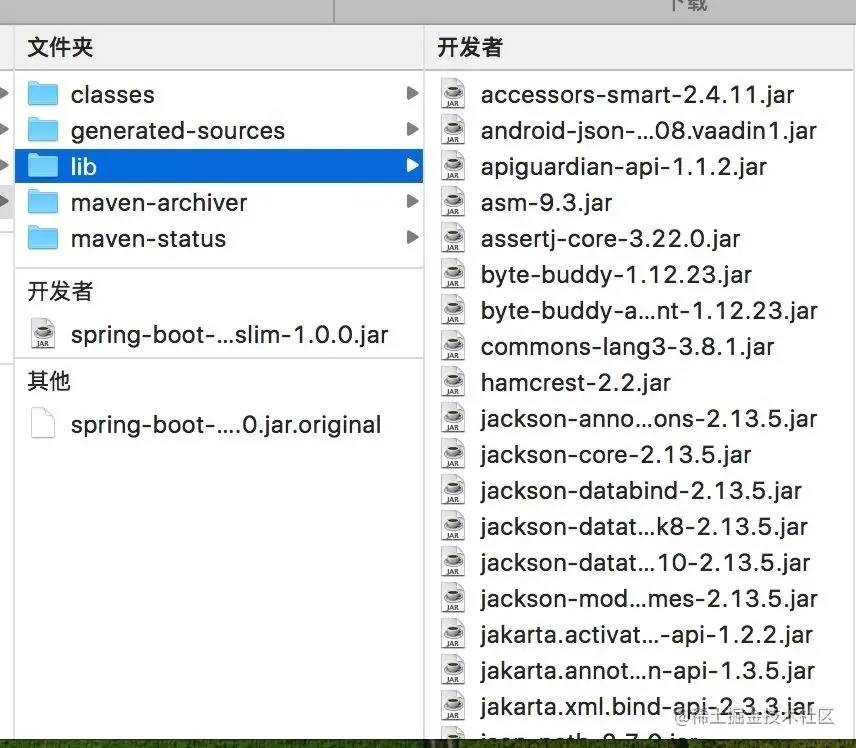 下载
文件夹
classes
generated-sources
lib
maven-archiver
maven-status
开发者
spring-boot-...slim-1.0.0.jar
其他
spring-boot-....0.jar.original
开发者
accessors-smart-2.4.11.jar
android-json-...08.vaadin1.jar
apiguardian-api-1.1.2.jar
asm-9.3.jar
assertj-core-3.22.0.jar
byte-buddy-1.12.23.jar
byte-buddy-a...nt-1.12.23.jar
commons-lang3-3.8.1.jar
hamcrest-2.2.jar
jackson-anno...ons-2.13.5.jar
jackson-core-2.13.5.jar
jackson-databind-2.13.5.jar
jackson-datat...k8-2.13.5.jar
jackson-datat...10-2.13.5.jar
jackson-mod...mes-2.13.5.jar
jakarta.activat...-api-1.2.2.jar
jakarta.annot...n-api-1.3.5.jar
jakarta.xml.bind-api-2.3.3.jar
@稀土掘金技术社区